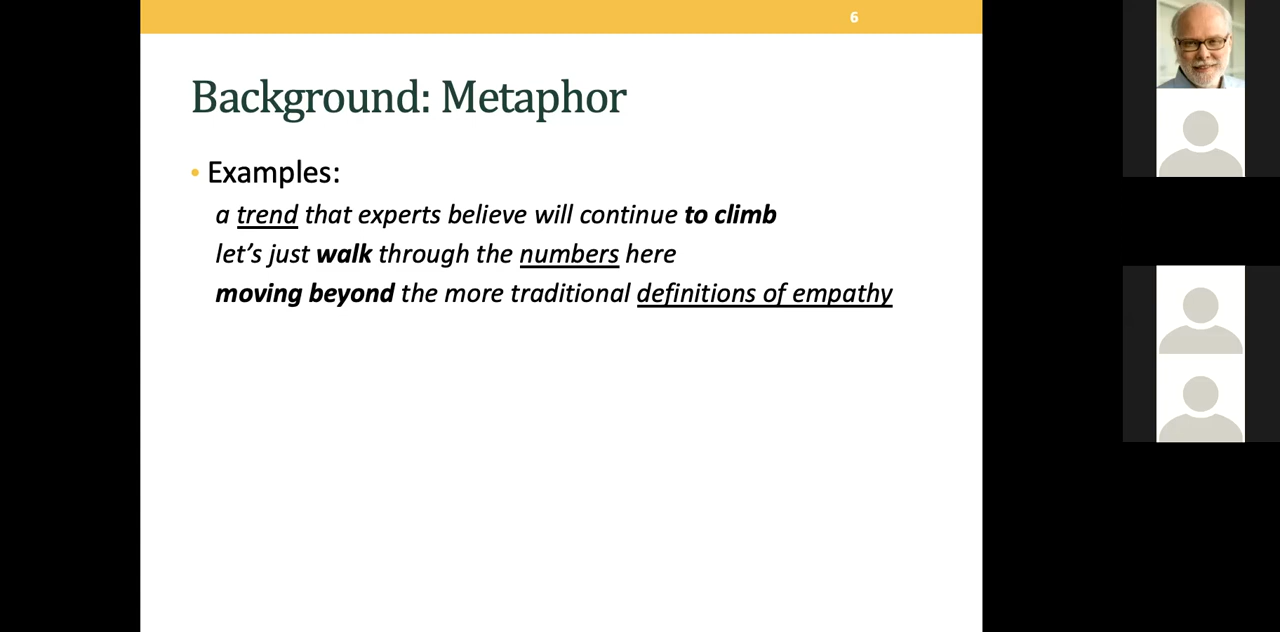 6
Background: Metaphor
• Examples:
a trend that experts believe will continue to climb
let’s just walk through the numbers here
moving beyond the more traditional definitions of empathy